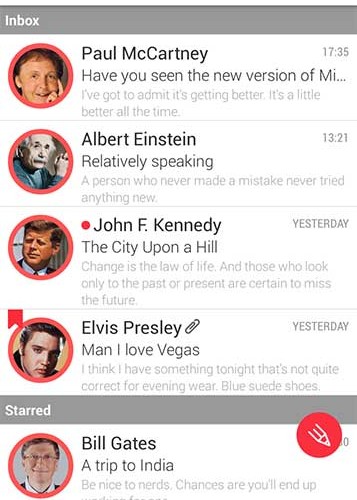 Inbox
Paul McCartney 17:35
Have you seen the new version of Mi...
I've got to admit it's getting better. It's a little
better all the time.
Albert Einstein 13:21
Relatively speaking
A person who never made a mistake never tried
anything new.
John F. Kennedy YESTERDAY
The City Upon a Hill
Change is the law of life. And those who look
only to the past or present are certain to miss
the future.
Elvis Presley YESTERDAY
Man I love Vegas
I think I have something tonight that's not quite
correct for evening wear. Blue suede shoes.
Starred
Bill Gates
A trip to India
Be nice to nerds. Chances are you'll end up